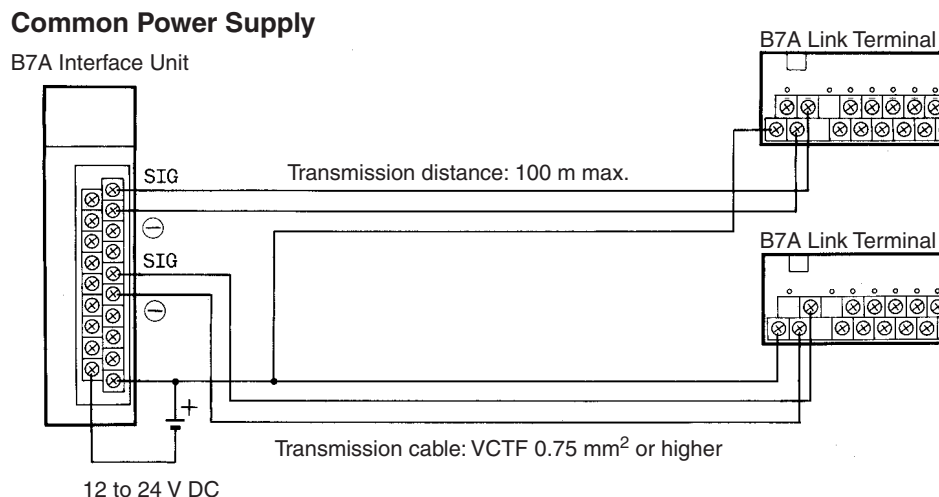 Common Power Supply
B7A Interface Unit
B7A Link Terminal
SIG
Transmission distance: 100 m max.
⊖
B7A Link Terminal
SIG
⊖
+
Transmission cable: VCTF 0.75 mm² or higher
12 to 24 V DC